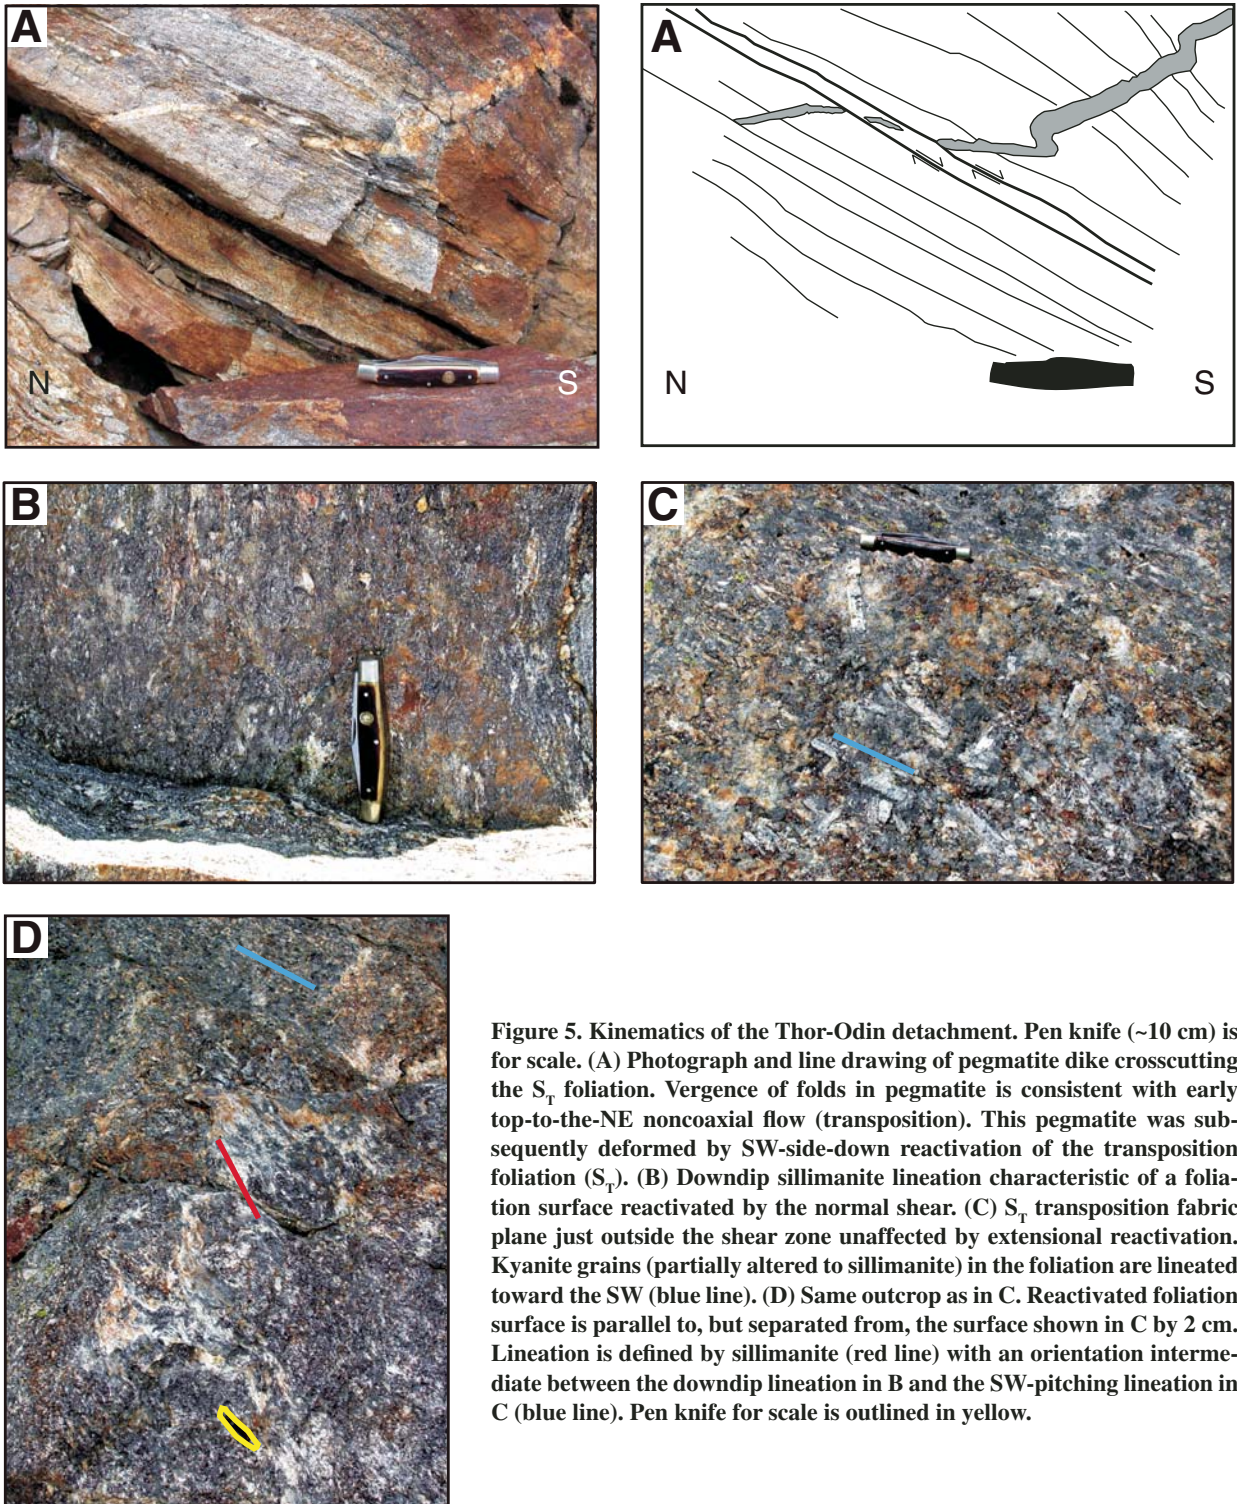 A
N
S
A
N
S
B
C
D
Figure 5. Kinematics of the Thor-Odin detachment. Pen knife (~10 cm) is
for scale. (A) Photograph and line drawing of pegmatite dike crosscutting
the S_T foliation. Vergence of folds in pegmatite is consistent with early
top-to-the-NE noncoaxial flow (transposition). This pegmatite was sub-
sequently deformed by SW-side-down reactivation of the transposition
foliation (S_T). (B) Downdip sillimanite lineation characteristic of a folia-
tion surface reactivated by the normal shear. (C) S_T transposition fabric
plane just outside the shear zone unaffected by extensional reactivation.
Kyanite grains (partially altered to sillimanite) in the foliation are lineated
toward the SW (blue line). (D) Same outcrop as in C. Reactivated foliation
surface is parallel to, but separated from, the surface shown in C by 2 cm.
Lineation is defined by sillimanite (red line) with an orientation interme-
diate between the downdip lineation in B and the SW-pitching lineation in
C (blue line). Pen knife for scale is outlined in yellow.